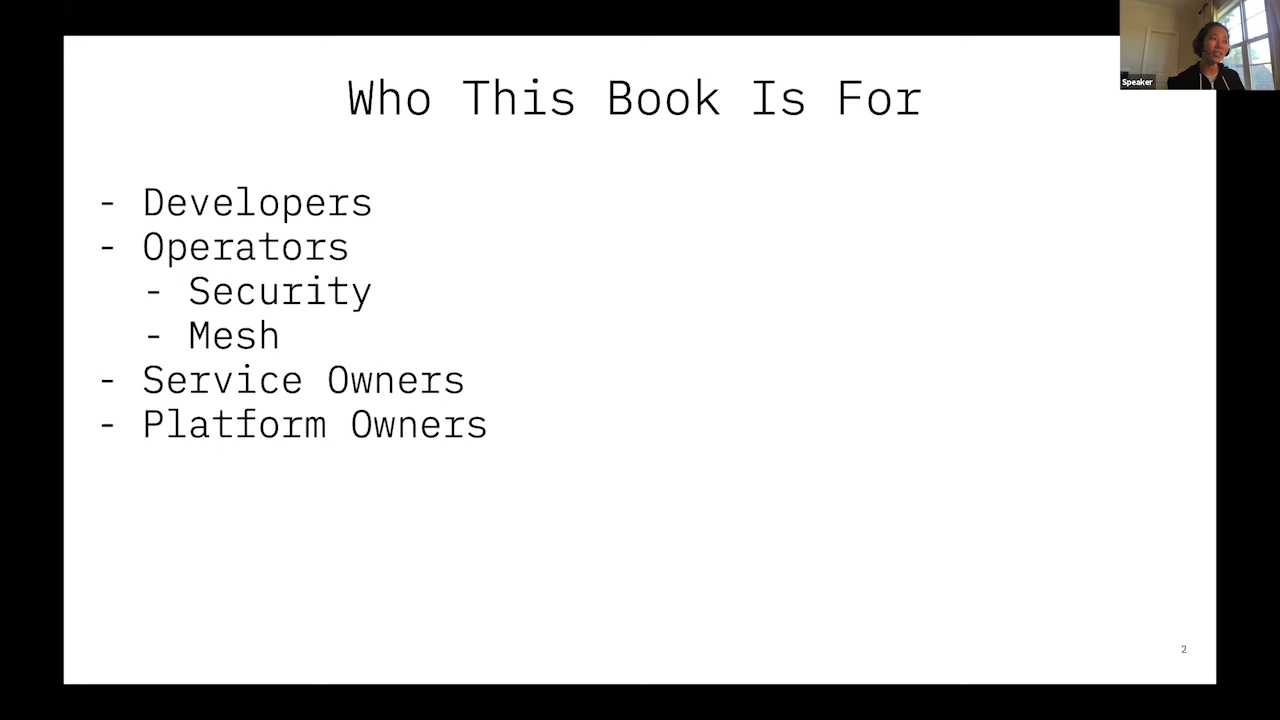 Who This Book Is For
- Developers
- Operators
- Security
- Mesh
- Service Owners
- Platform Owners
2
Speaker